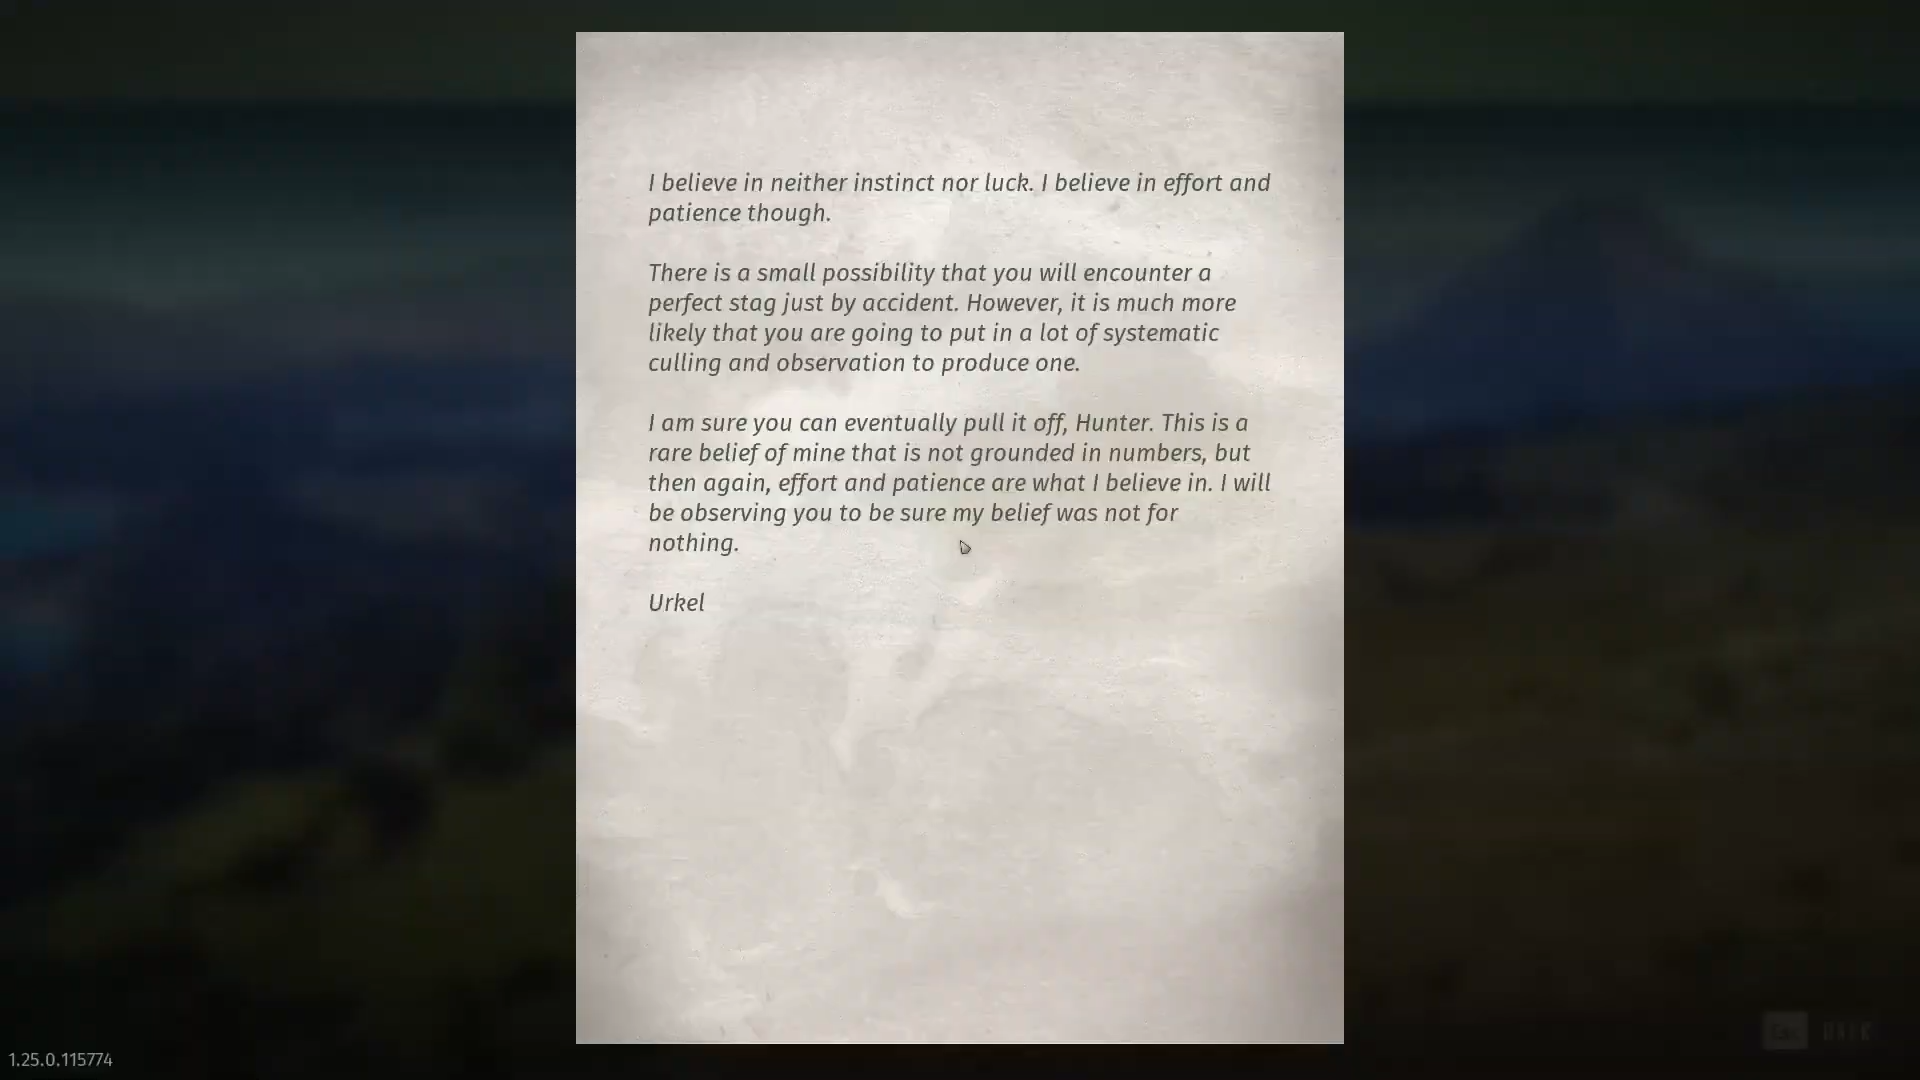 I believe in neither instinct nor luck. I believe in effort and
patience though.
There is a small possibility that you will encounter a
perfect stag just by accident. However, it is much more
likely that you are going to put in a lot of systematic
culling and observation to produce one.
I am sure you can eventually pull it off, Hunter. This is a
rare belief of mine that is not grounded in numbers, but
then again, effort and patience are what I believe in. I will
be observing you to be sure my belief was not for
nothing.
Urkel
1.25.0.115774